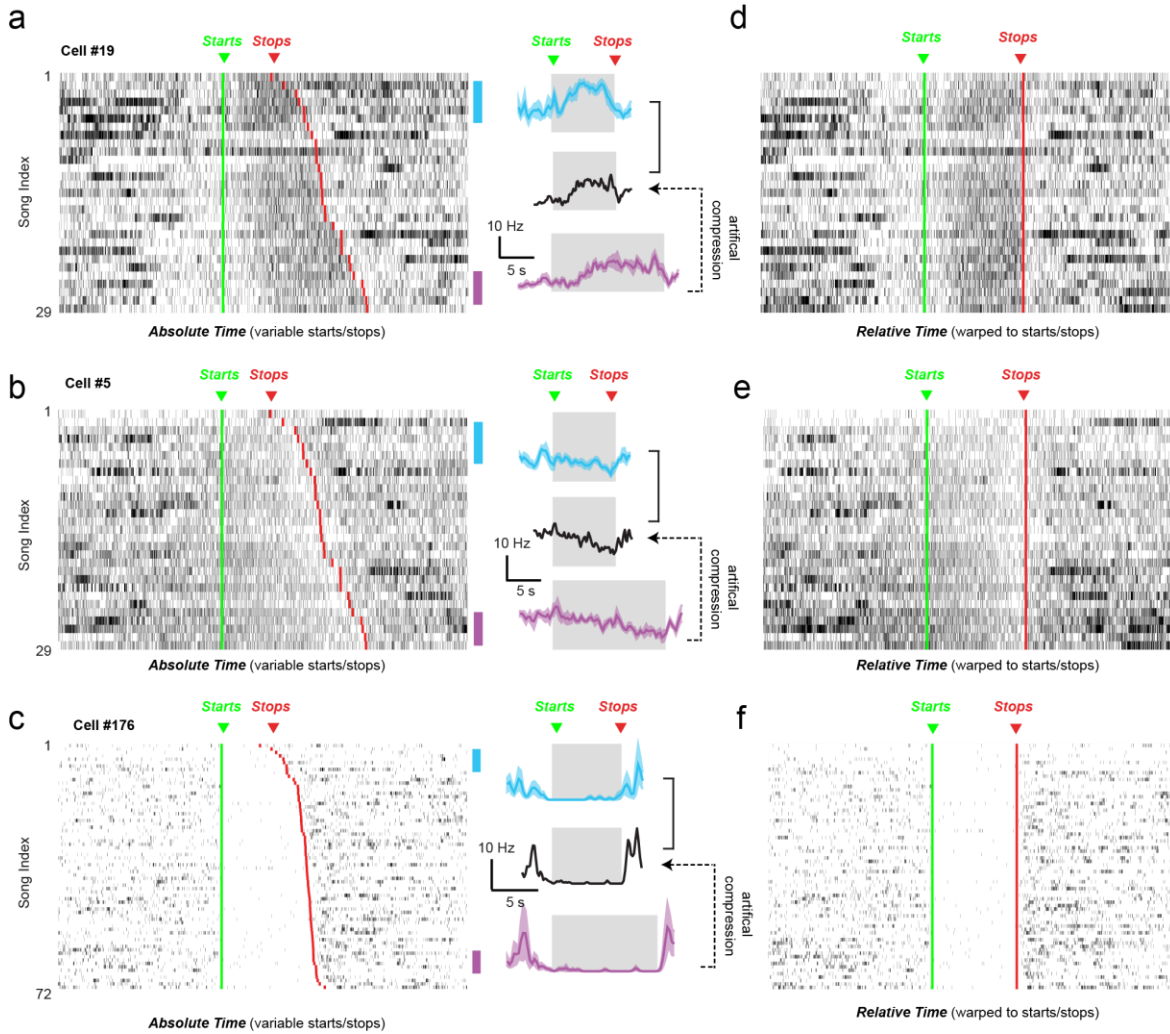 a
Cell #19
Starts
Stops
1
Song Index
29
Absolute Time (variable starts/stops)
Starts
Stops
10 Hz
5 s
artifical
compression
d
Starts
Stops
Relative Time (warped to starts/stops)
b
Cell #5
Starts
Stops
1
Song Index
29
Absolute Time (variable starts/stops)
Starts
Stops
10 Hz
5 s
artifical
compression
e
Starts
Stops
Relative Time (warped to starts/stops)
c
Cell #176
Starts
Stops
1
Song Index
72
Absolute Time (variable starts/stops)
Starts
Stops
10 Hz
5 s
artifical
compression
f
Starts
Stops
Relative Time (warped to starts/stops)